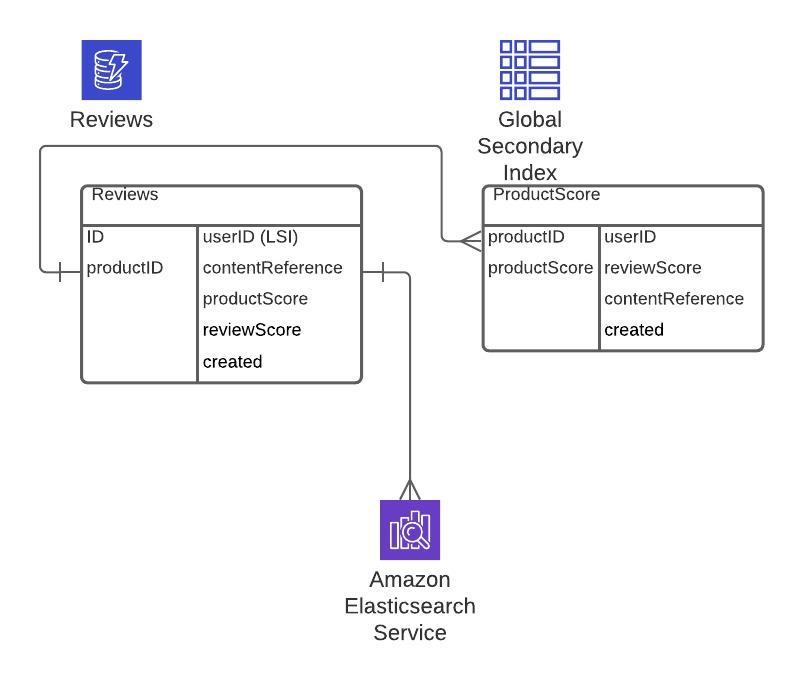 Reviews
Global
Secondary
Index
Reviews
ID
productID
userID (LSI)
contentReference
productScore
reviewScore
created
ProductScore
productID
productScore
userID
reviewScore
contentReference
created
Amazon
Elasticsearch
Service